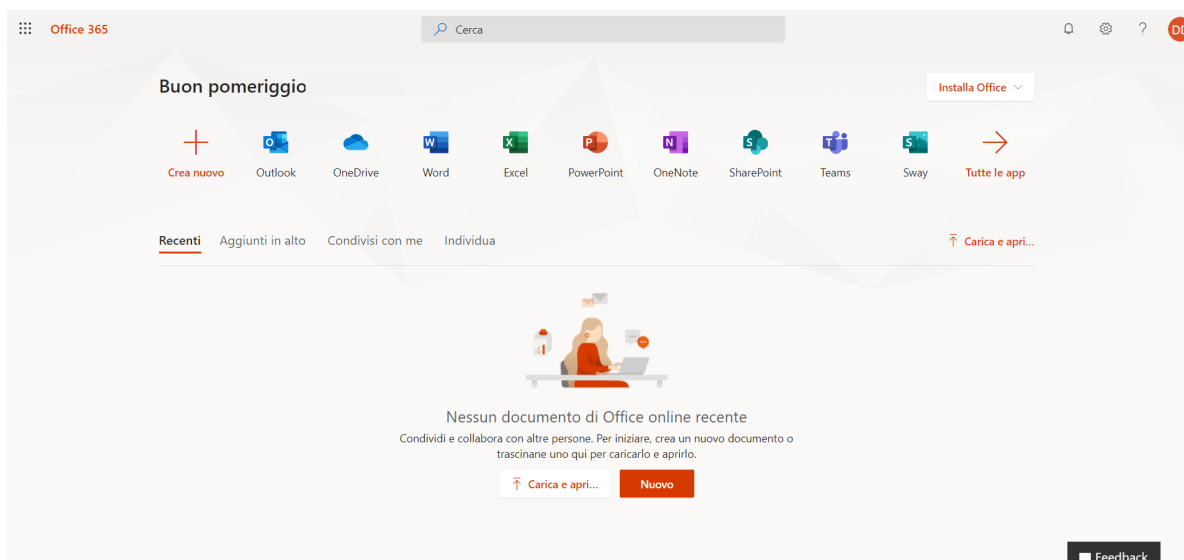 Office 365
Cerca
?
DD
Buon pomeriggio
Installa Office
Crea nuovo
Outlook
OneDrive
Word
Excel
PowerPoint
OneNote
SharePoint
Teams
Sway
Tutte le app
Recenti
Aggiunti in alto
Condivisi con me
Individua
Carica e apri...
Nessun documento di Office online recente
Condividi e collabora con altre persone. Per iniziare, crea un nuovo documento o
trascinane uno qui per caricarlo e aprirlo.
Carica e apri...
Nuovo
Feedback